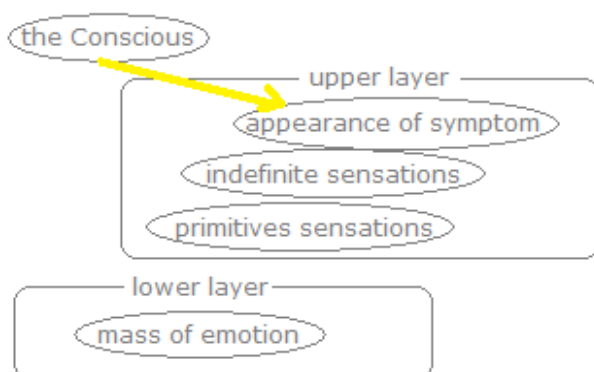 the Conscious
upper layer
appearance of symptom
indefinite sensations
primitives sensations
lower layer
mass of emotion